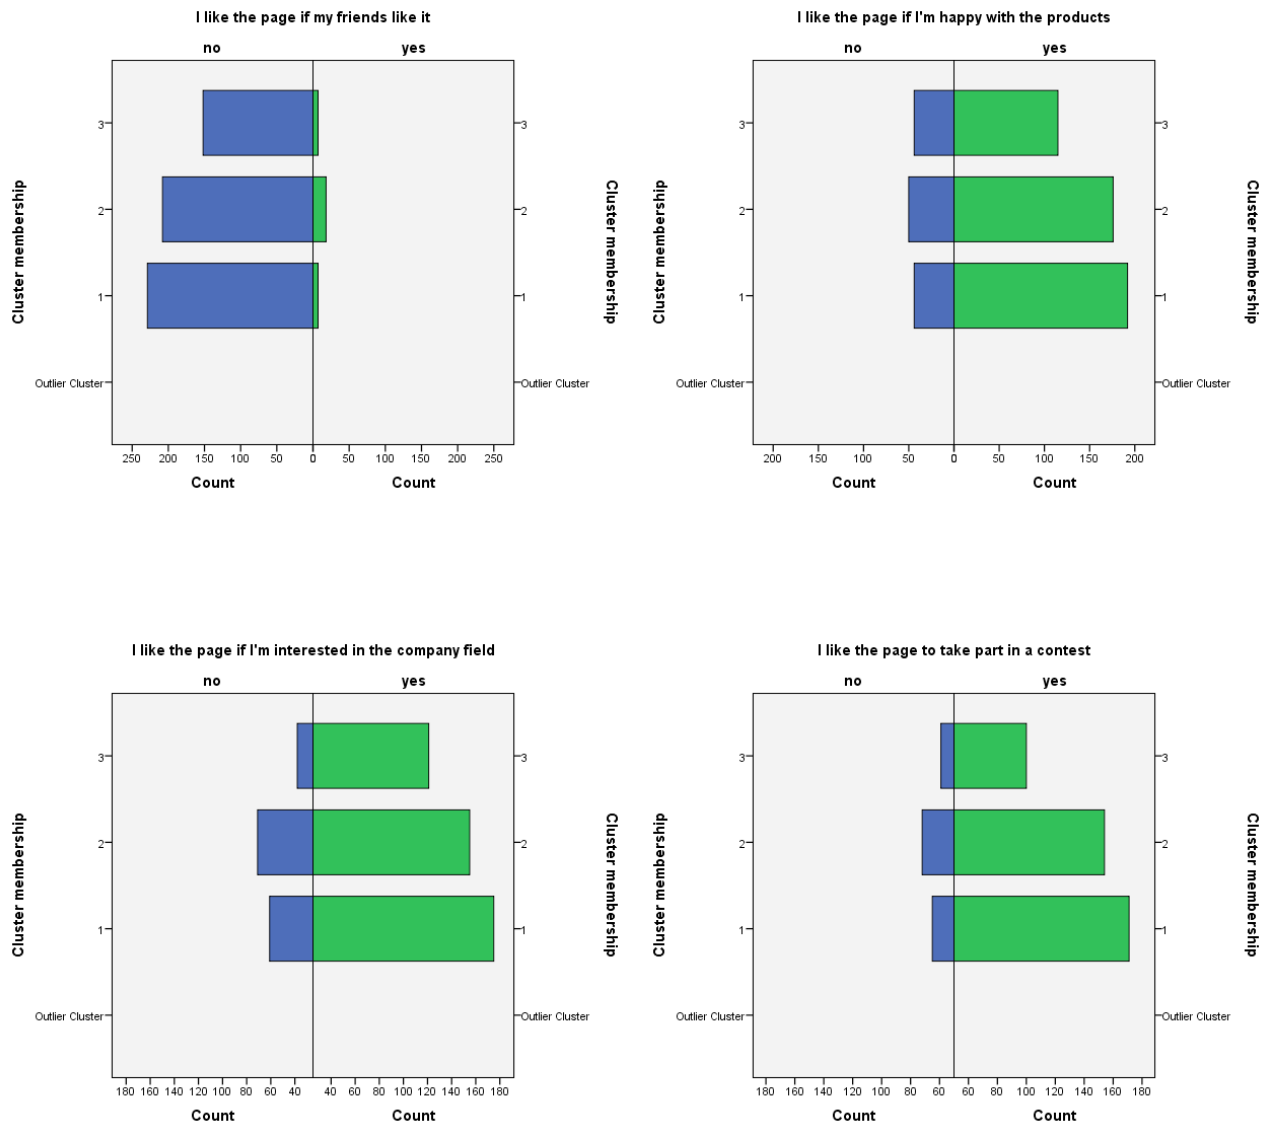 I like the page if my friends like it
no yes
3 3
2 2
1 1
Outlier Cluster Outlier Cluster
Cluster membership
Cluster membership
250 200 150 100 50 0 50 100 150 200 250
Count Count
I like the page if I'm happy with the products
no yes
3 3
2 2
1 1
Outlier Cluster Outlier Cluster
Cluster membership
Cluster membership
200 150 100 50 0 50 100 150 200
Count Count
I like the page if I'm interested in the company field
no yes
3 3
2 2
1 1
Outlier Cluster Outlier Cluster
Cluster membership
Cluster membership
180 160 140 120 100 80 60 40 40 60 80 100 120 140 160 180
Count Count
I like the page to take part in a contest
no yes
3 3
2 2
1 1
Outlier Cluster Outlier Cluster
Cluster membership
Cluster membership
180 160 140 120 100 80 60 60 80 100 120 140 160 180
Count Count